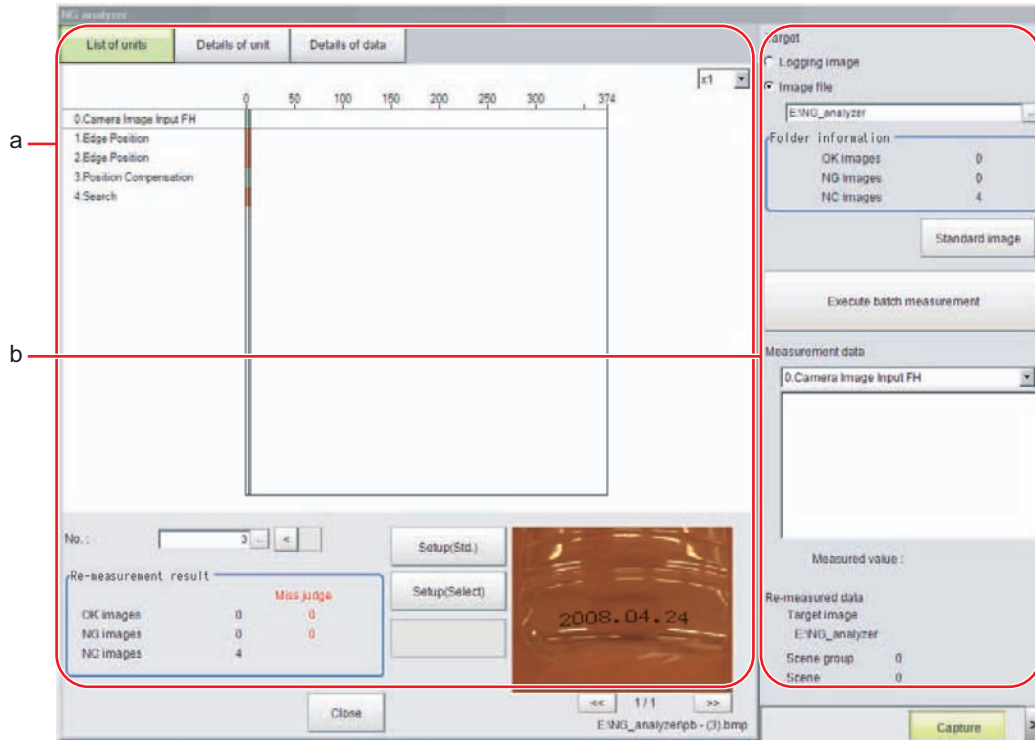 NG analyzer
List of units
Details of unit
Details of data
x1
0 50 100 150 200 250 300 374
0.Camera Image Input FH
1.Edge Position
2.Edge Position
3.Position Compensation
4.Search
a
b
No. : 3 ... <
Re-measurement result
Miss judge
OK images 0 0
NG images 0 0
NC images 4
Setup(Std.)
Setup(Select)
2008.04.24
Close
<< 1/1 >>
E:\NG_analyzer\pb - (3).bmp
Target
Logging image
Image file
E:\NG_analyzer ...
Folder information
OK images 0
NG images 0
NC images 4
Standard image
Execute batch measurement
Measurement data
0.Camera Image Input FH
Measured value :
Re-measured data
Target image
E:\NG_analyzer
Scene group 0
Scene 0
Capture
>